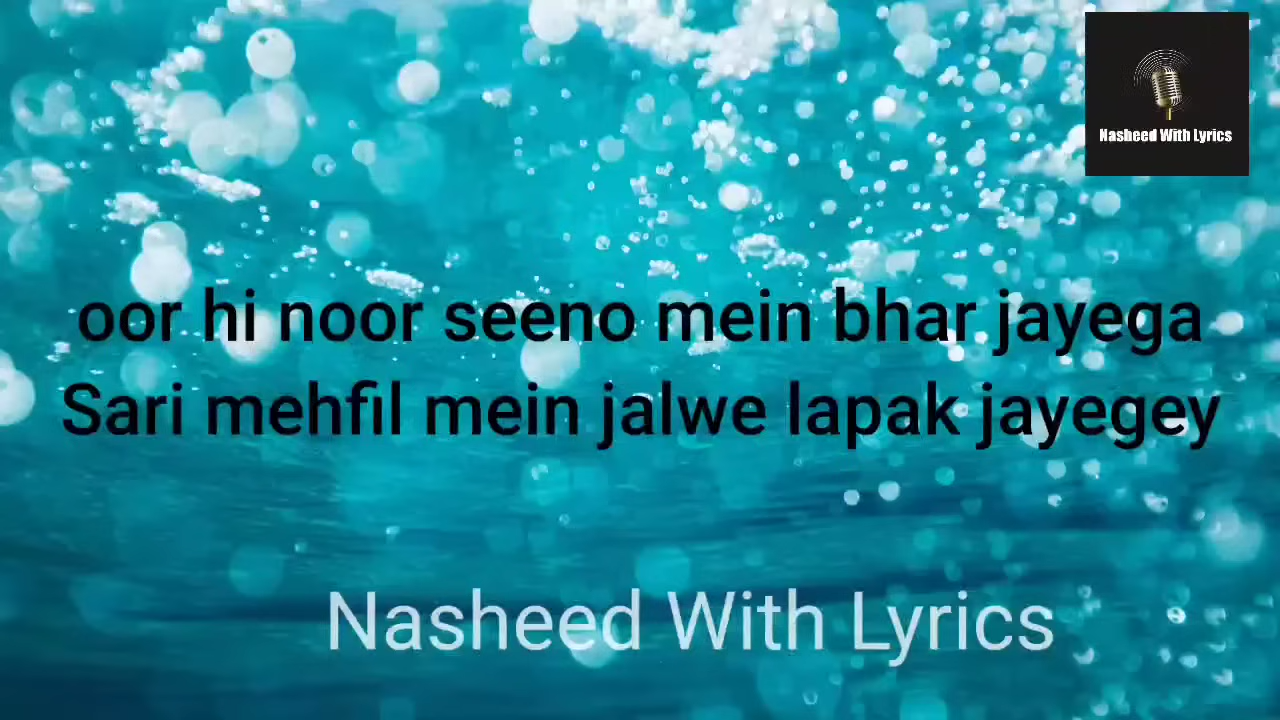 Nasheed With Lyrics
oor hi noor seeno mein bhar jayega
Sari mehfil mein jalwe lapak jayegey
Nasheed With Lyrics